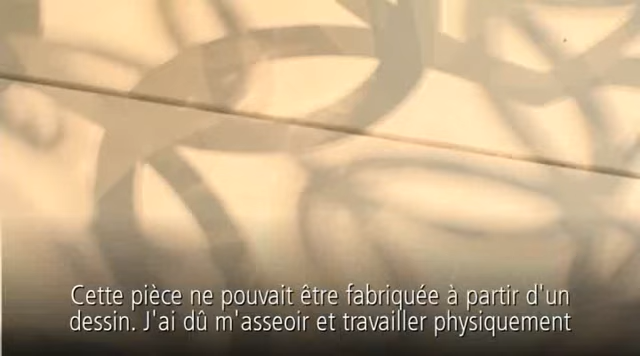 Cette pièce ne pouvait être fabriquée à partir d'un
dessin. J'ai dû m'asseoir et travailler physiquement